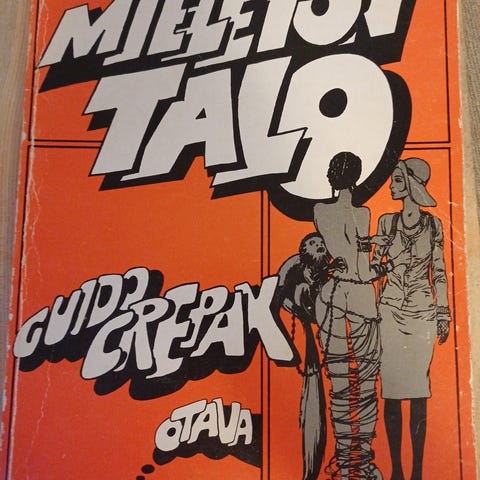 MIELETÖN
TALO
GUIDO
CREPAX
OTAVA